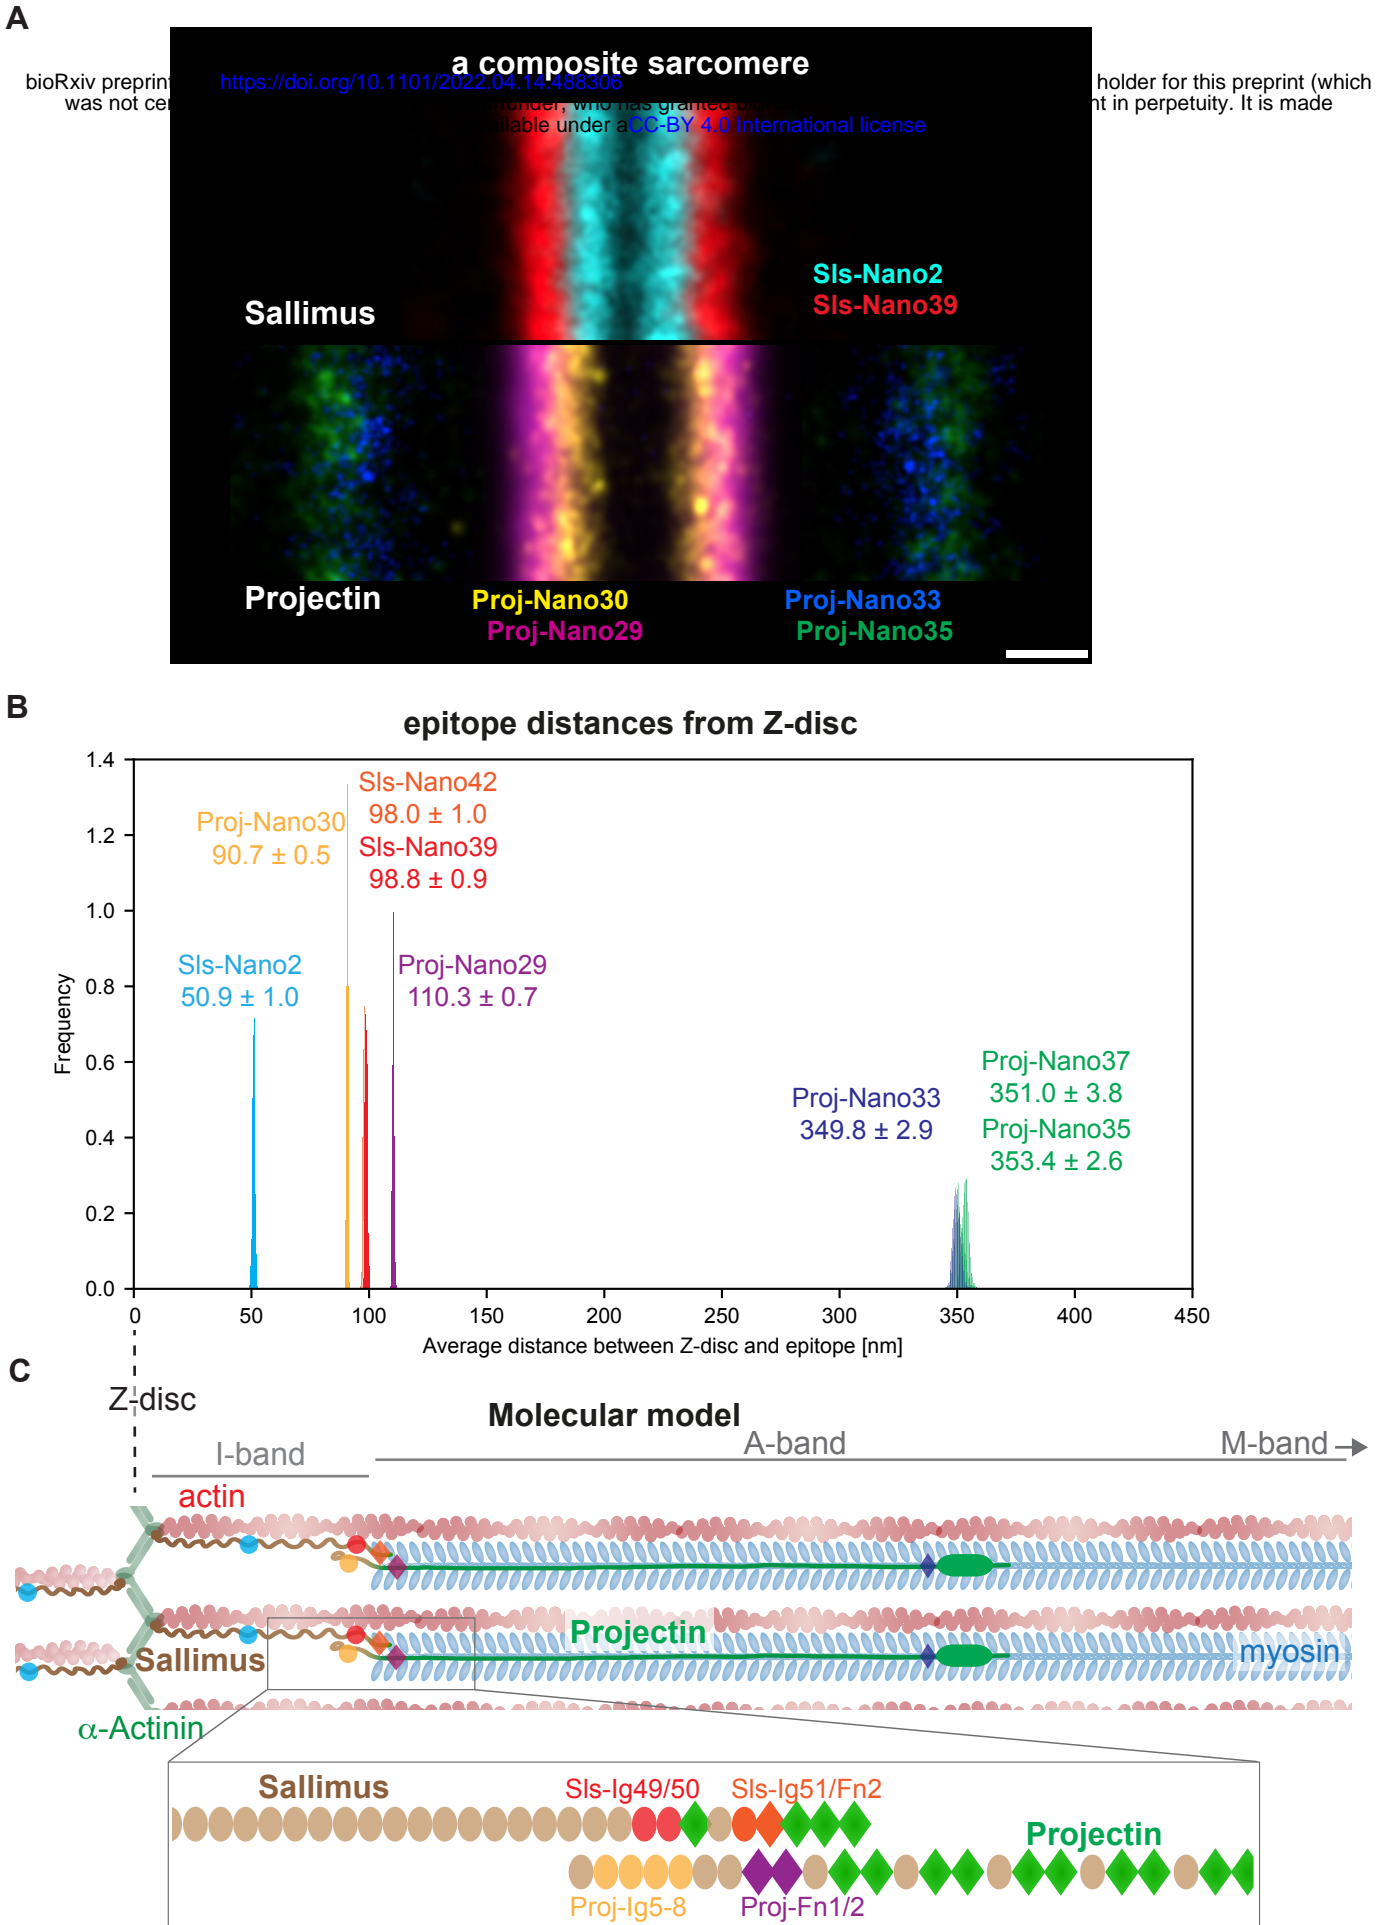 A
a composite sarcomere
bioRxiv preprint
https://doi.org/10.1101/2022.04.14.488306
holder for this preprint (which
was not cer
funder, who has granted
nt in perpetuity. It is made
ilable under aCC-BY 4.0 International license
Sls-Nano2
Sls-Nano39
Sallimus
Projectin
Proj-Nano30
Proj-Nano33
Proj-Nano29
Proj-Nano35
B
epitope distances from Z-disc
1.4
1.2
1.0
0.8
0.6
0.4
0.2
0.0
Frequency
Sls-Nano42
98.0 ± 1.0
Proj-Nano30
90.7 ± 0.5
Sls-Nano39
98.8 ± 0.9
Sls-Nano2
50.9 ± 1.0
Proj-Nano29
110.3 ± 0.7
Proj-Nano33
349.8 ± 2.9
Proj-Nano37
351.0 ± 3.8
Proj-Nano35
353.4 ± 2.6
0 50 100 150 200 250 300 350 400 450
Average distance between Z-disc and epitope [nm]
C
Z-disc
Molecular model
I-band
A-band
M-band
actin
Projectin
Sallimus
myosin
α-Actinin
Sallimus
Sls-Ig49/50
Sls-Ig51/Fn2
Projectin
Proj-Ig5-8
Proj-Fn1/2